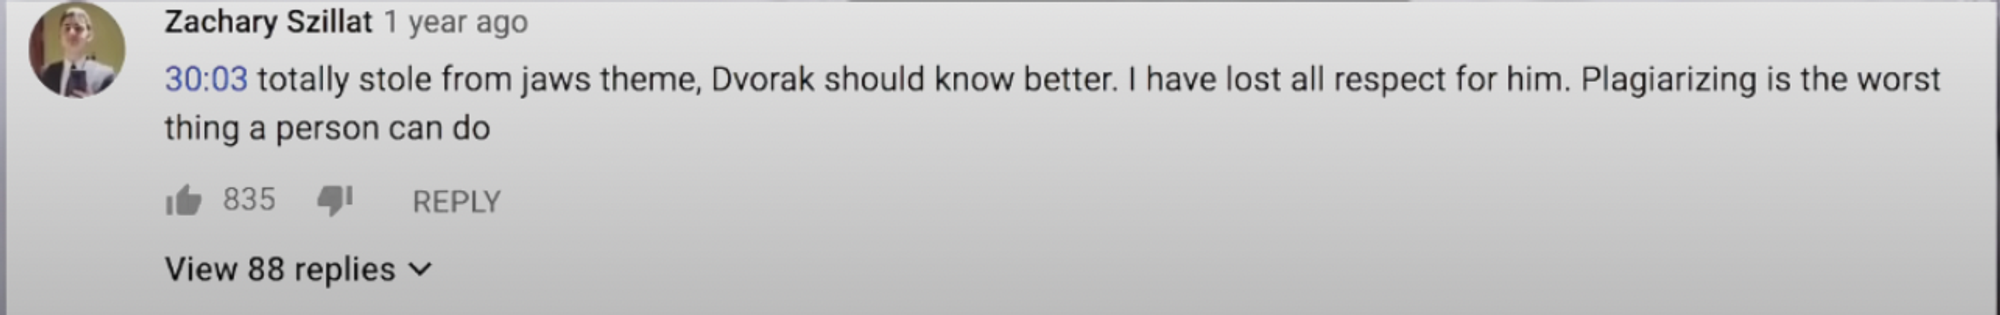 Zachary Szillat 1 year ago
30:03 totally stole from jaws theme, Dvorak should know better. I have lost all respect for him. Plagiarizing is the worst
thing a person can do
835 REPLY
View 88 replies